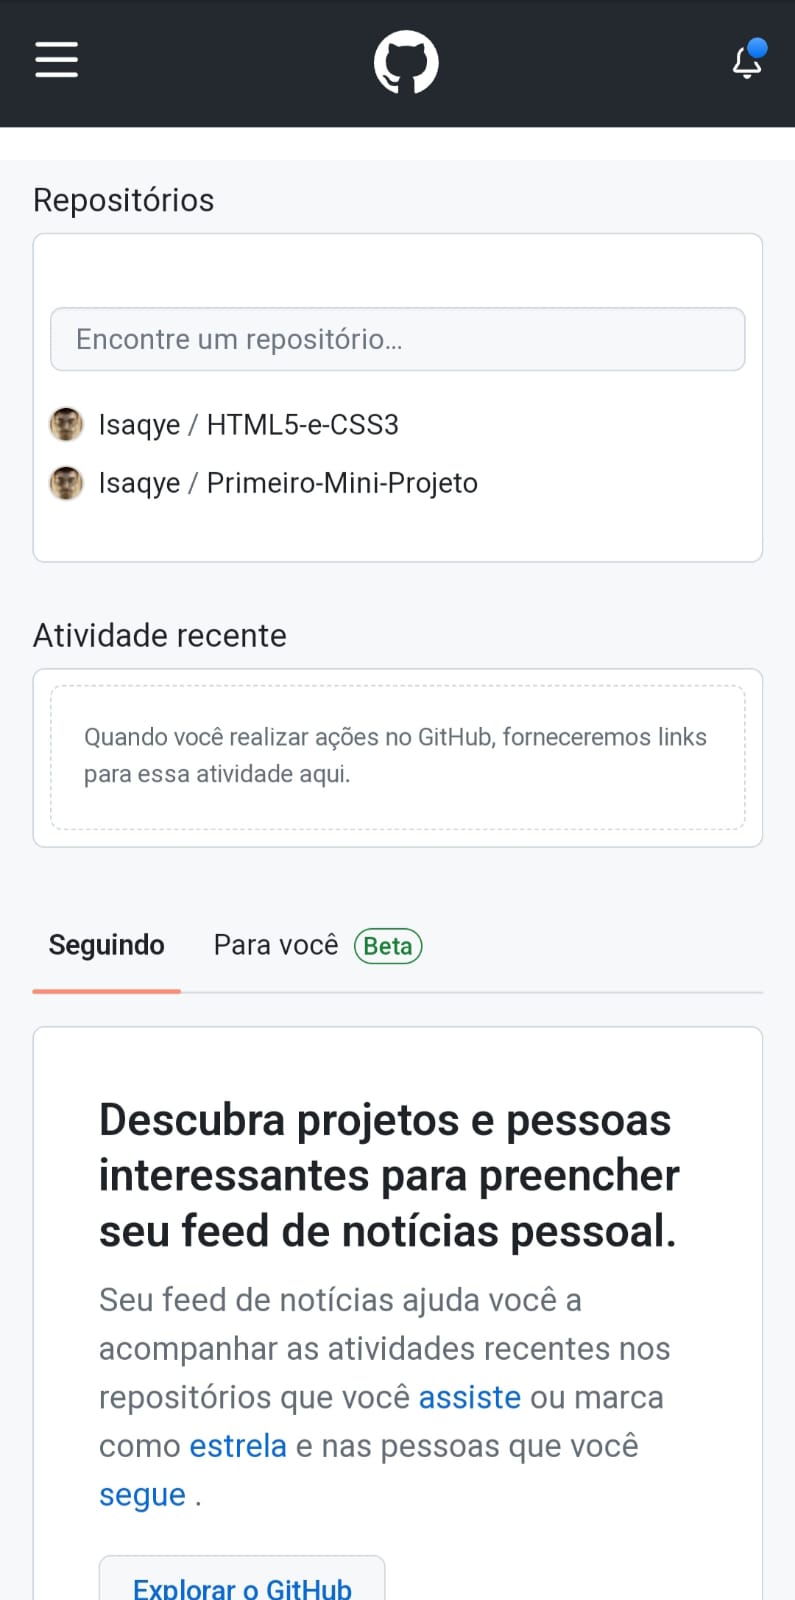 Repositórios
Encontre um repositório...
Isaqye / HTML5-e-CSS3
Isaqye / Primeiro-Mini-Projeto
Atividade recente
Quando você realizar ações no GitHub, forneceremos links
para essa atividade aqui.
Seguindo Para você Beta
Descubra projetos e pessoas
interessantes para preencher
seu feed de notícias pessoal.
Seu feed de notícias ajuda você a
acompanhar as atividades recentes nos
repositórios que você assiste ou marca
como estrela e nas pessoas que você
segue .
Explorar o GitHub